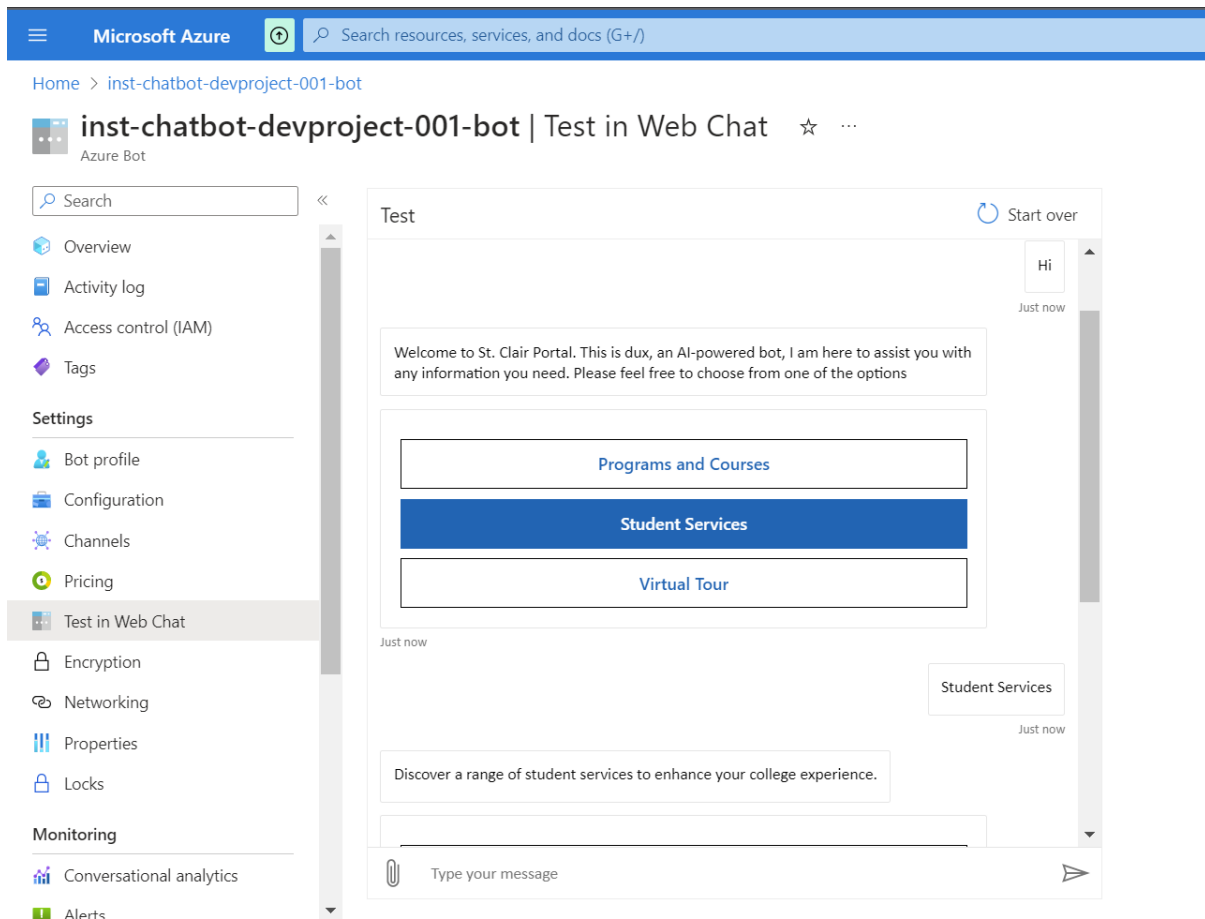 Microsoft Azure
Search resources, services, and docs (G+/)
Home > inst-chatbot-devproject-001-bot
inst-chatbot-devproject-001-bot | Test in Web Chat
Azure Bot
Search
Overview
Activity log
Access control (IAM)
Tags
Settings
Bot profile
Configuration
Channels
Pricing
Test in Web Chat
Encryption
Networking
Properties
Locks
Monitoring
Conversational analytics
Alerts
Test
Start over
Hi
Just now
Welcome to St. Clair Portal. This is dux, an AI-powered bot, I am here to assist you with
any information you need. Please feel free to choose from one of the options
Programs and Courses
Student Services
Virtual Tour
Just now
Student Services
Just now
Discover a range of student services to enhance your college experience.
Type your message